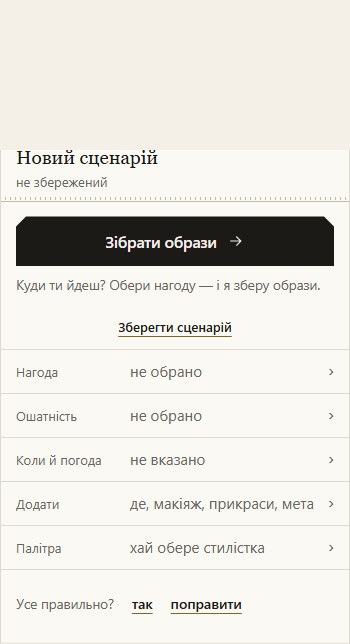 Новий сценарій
не збережений
Зібрати образи →
Куди ти йдеш? Обери нагоду — і я зберу образи.
Зберегти сценарій
Нагода не обрано ›
Ошатність не обрано ›
Коли й погода не вказано ›
Додати де, макіяж, прикраси, мета ›
Палітра хай обере стилістка ›
Усе правильно? так поправити